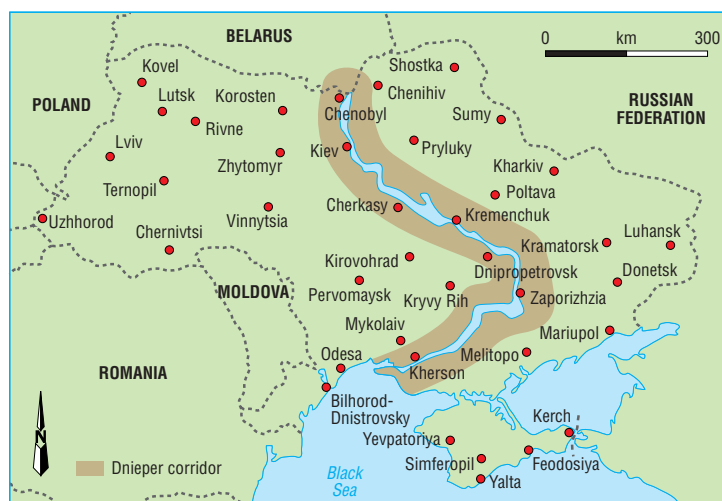 BELARUS
0 km 300
Shostka
Kovel
Chenihiv
POLAND
Lutsk
Korosten
Chenobyl
RUSSIAN
FEDERATION
Rivne
Sumy
Lviv
Kiev
Pryluky
Zhytomyr
Kharkiv
Ternopil
Poltava
Cherkasy
Uzhhorod
Vinnytsia
Kremenchuk
Chernivtsi
Luhansk
Kramatorsk
Kirovohrad
Dnipropetrovsk
Donetsk
MOLDOVA
Pervomaysk
Kryvy Rih
Zaporizhzia
Mykolaiv
Mariupol
Odesa
Melitopo
Kherson
ROMANIA
Bilhorod-
Dnistrovsky
Kerch
N
Yevpatoriya
Dnieper corridor
Simferopil
Feodosiya
Black
Sea
Yalta